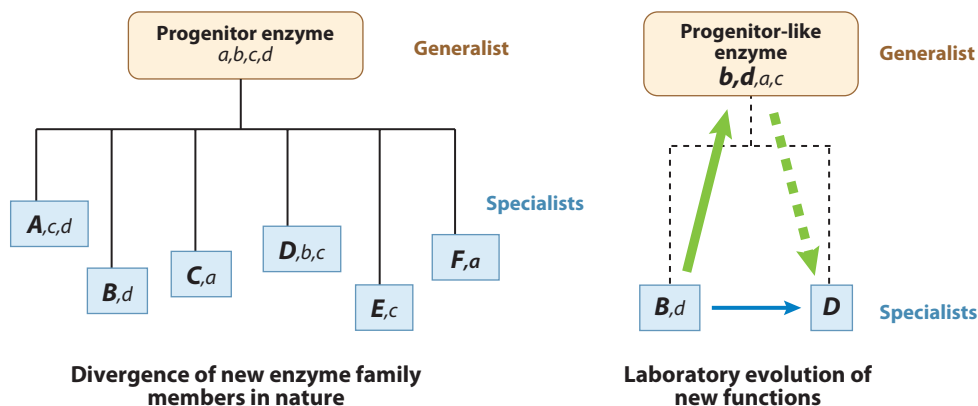 Progenitor enzyme
a,b,c,d
Generalist
A,c,d
B,d
C,a
D,b,c
E,c
F,a
Specialists
Divergence of new enzyme family
members in nature
Progenitor-like
enzyme
b,d,a,c
Generalist
B,d
D
Specialists
Laboratory evolution of
new functions